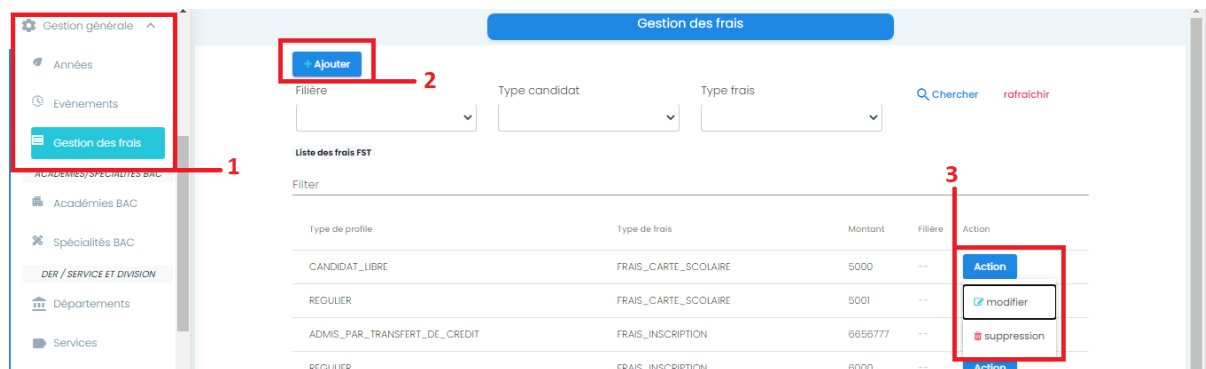 Gestion générale
Années
Evènements
Gestion des frais
ACADÉMIES/SPÉCIALITÉS BAC
Académies BAC
Spécialités BAC
DER / SERVICE ET DIVISION
Départements
Services
1
Gestion des frais
+ Ajouter
2
Filière Type candidat Type frais
Chercher rafraîchir
Liste des frais FST
Filter
3
Type de profile Type de frais Montant Filière Action
CANDIDAT_LIBRE FRAIS_CARTE_SCOLAIRE 5000 -- Action
REGULIER FRAIS_CARTE_SCOLAIRE 5001 -- modifier
ADMIS_PAR_TRANSFERT_DE_CREDIT FRAIS_INSCRIPTION 6656777 -- suppression
REGULIER FRAIS_INSCRIPTION 6000 -- Action